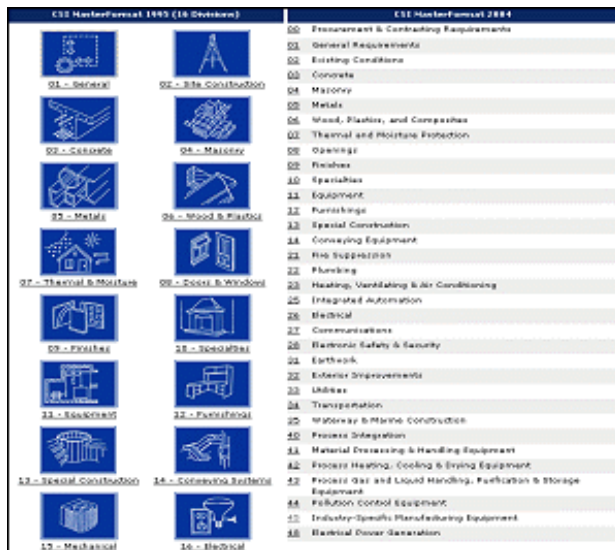 CSI MasterFormat 1995 (16 Divisions)
01 - General
02 - Site Construction
03 - Concrete
04 - Masonry
05 - Metals
06 - Wood & Plastics
07 - Thermal & Moisture
08 - Doors & Windows
09 - Finishes
10 - Specialties
11 - Equipment
12 - Furnishings
13 - Special Construction
14 - Conveying Systems
15 - Mechanical
16 - Electrical
CSI MasterFormat 2004
00 Procurement & Contracting Requirements
01 General Requirements
02 Existing Conditions
03 Concrete
04 Masonry
05 Metals
06 Wood, Plastics, and Composites
07 Thermal and Moisture Protection
08 Openings
09 Finishes
10 Specialties
11 Equipment
12 Furnishings
13 Special Construction
14 Conveying Equipment
21 Fire Suppression
22 Plumbing
23 Heating, Ventilating & Air Conditioning
25 Integrated Automation
26 Electrical
27 Communications
28 Electronic Safety & Security
31 Earthwork
32 Exterior Improvements
33 Utilities
34 Transportation
35 Waterway & Marine Construction
40 Process Integration
41 Material Processing & Handling Equipment
42 Process Heating, Cooling & Drying Equipment
43 Process Gas and Liquid Handling, Purification & Storage
Equipment
44 Pollution Control Equipment
45 Industry-Specific Manufacturing Equipment
48 Electrical Power Generation